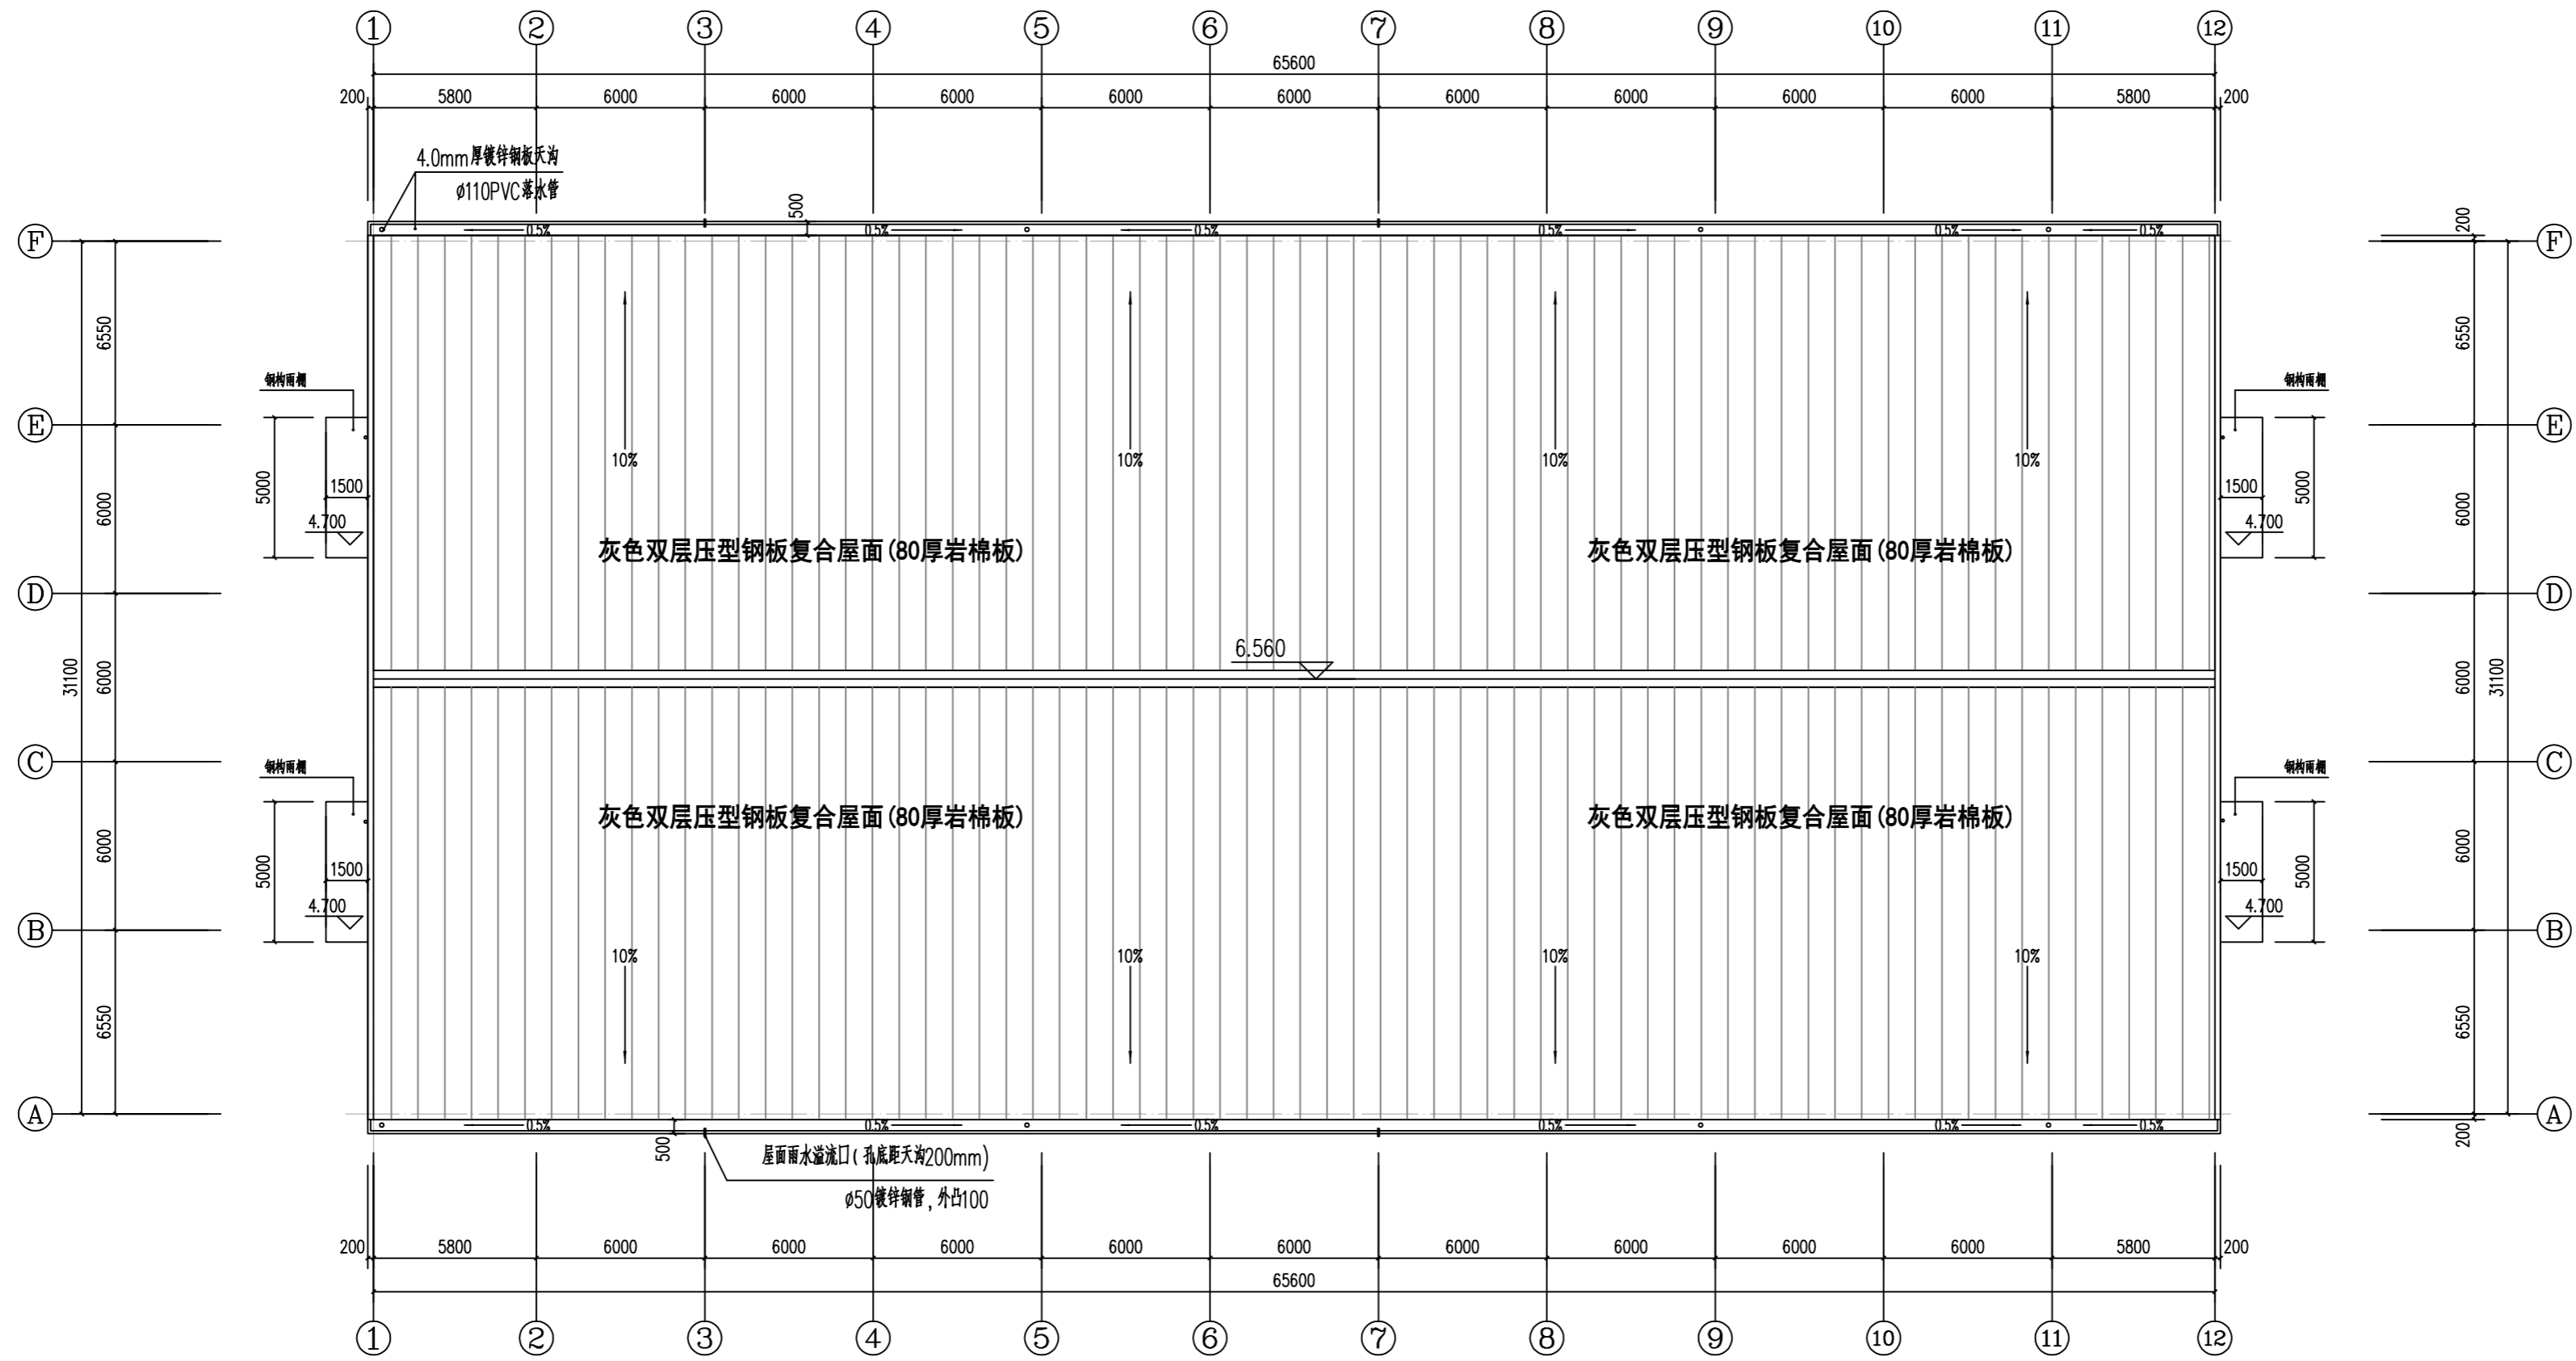 1 2 3 4 5 6 7 8 9 10 11 12
65600
200 5800 6000 6000 6000 6000 6000 6000 6000 6000 6000 5800 200
4.0mm厚镀锌钢板天沟
ø110PVC落水管
500
200
F 0.5% 0.5% 0.5% 0.5% 0.5% 0.5% F
6550 6550
钢构雨棚 钢构雨棚
E E
10% 10% 10% 10%
5000 1500 6000 1500 5000 6000
4.700 4.700
灰色双层压型钢板复合屋面(80厚岩棉板) 灰色双层压型钢板复合屋面(80厚岩棉板)
D D
6.560
31100 6000 6000 31100
钢构雨棚 钢构雨棚
C C
灰色双层压型钢板复合屋面(80厚岩棉板) 灰色双层压型钢板复合屋面(80厚岩棉板)
5000 1500 6000 1500 5000 6000
4.700 4.700
B B
10% 10% 10% 10%
6550 6550
A 0.5% 0.5% 0.5% 0.5% 0.5% 0.5% A
500
200
屋面雨水溢流口(孔底距天沟200mm)
ø50镀锌钢管,外凸100
200 5800 6000 6000 6000 6000 6000 6000 6000 6000 6000 5800 200
65600
1 2 3 4 5 6 7 8 9 10 11 12